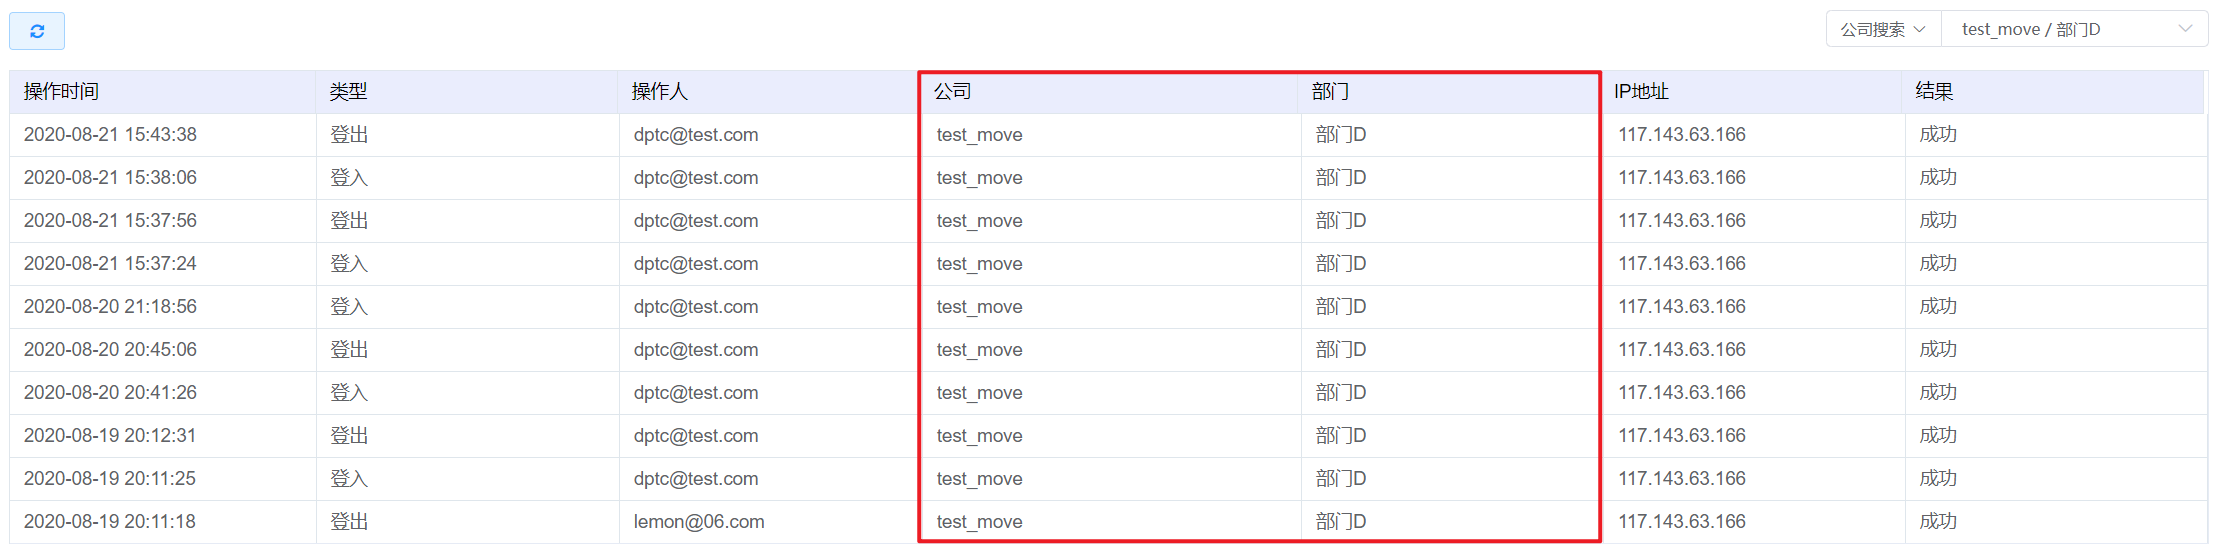 公司搜索 test_move / 部门D
操作时间 类型 操作人 公司 部门 IP地址 结果
2020-08-21 15:43:38 登出 dptc@test.com test_move 部门D 117.143.63.166 成功
2020-08-21 15:38:06 登入 dptc@test.com test_move 部门D 117.143.63.166 成功
2020-08-21 15:37:56 登出 dptc@test.com test_move 部门D 117.143.63.166 成功
2020-08-21 15:37:24 登入 dptc@test.com test_move 部门D 117.143.63.166 成功
2020-08-20 21:18:56 登入 dptc@test.com test_move 部门D 117.143.63.166 成功
2020-08-20 20:45:06 登出 dptc@test.com test_move 部门D 117.143.63.166 成功
2020-08-20 20:41:26 登入 dptc@test.com test_move 部门D 117.143.63.166 成功
2020-08-19 20:12:31 登出 dptc@test.com test_move 部门D 117.143.63.166 成功
2020-08-19 20:11:25 登入 dptc@test.com test_move 部门D 117.143.63.166 成功
2020-08-19 20:11:18 登出 lemon@06.com test_move 部门D 117.143.63.166 成功